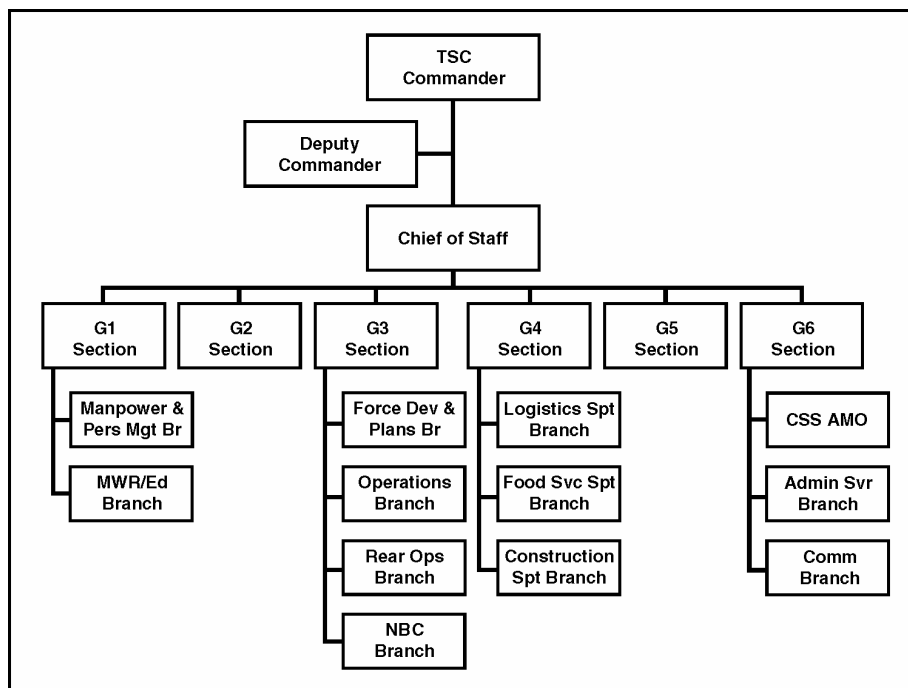 TSC
Commander
Deputy
Commander
Chief of Staff
G1
Section
G2
Section
G3
Section
G4
Section
G5
Section
G6
Section
Manpower &
Pers Mgt Br
MWR/Ed
Branch
Force Dev &
Plans Br
Operations
Branch
Rear Ops
Branch
NBC
Branch
Logistics Spt
Branch
Food Svc Spt
Branch
Construction
Spt Branch
CSS AMO
Admin Svr
Branch
Comm
Branch